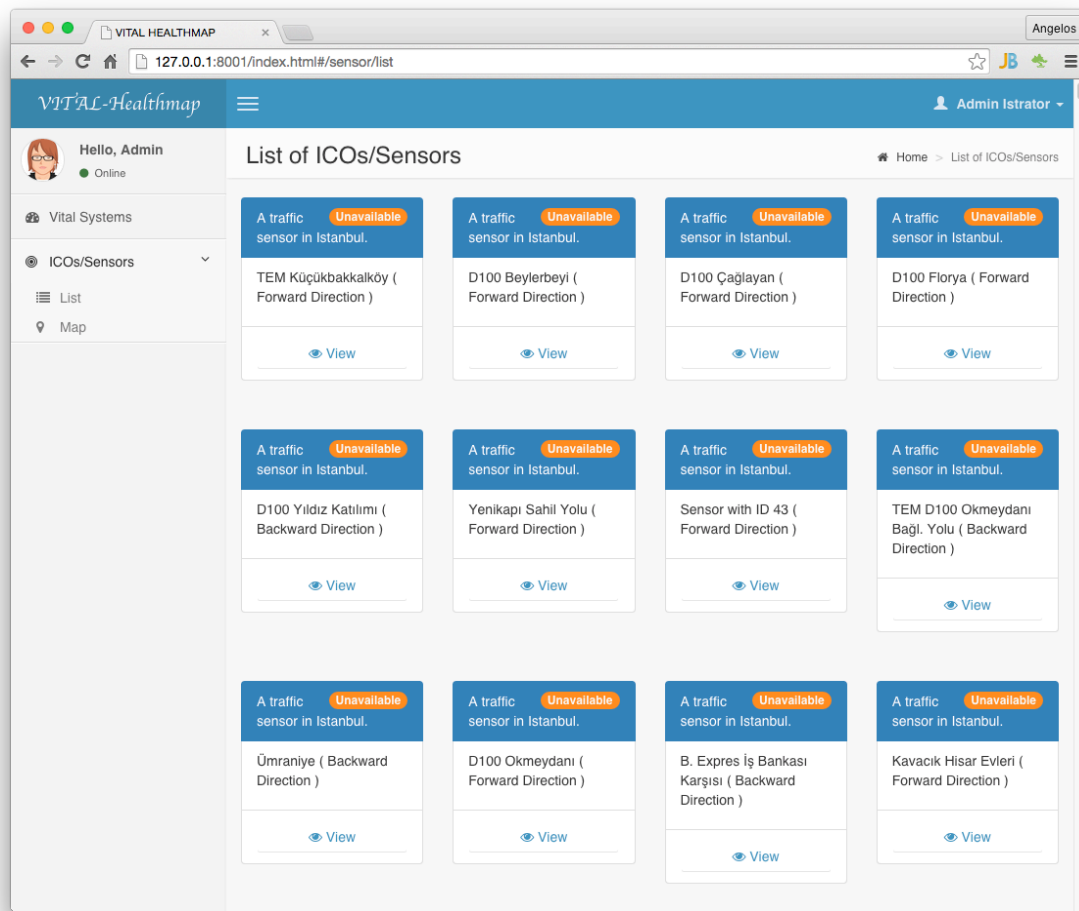 VITAL HEALTHMAP
Angelos
127.0.0.1:8001/index.html#/sensor/list
JB
VITAL-Healthmap
Admin Istrator
Hello, Admin
Online
Vital Systems
ICOs/Sensors
List
Map
List of ICOs/Sensors
Home > List of ICOs/Sensors
A traffic
Unavailable
sensor in Istanbul.
TEM Küçükbakkalköy (
Forward Direction )
View
A traffic
Unavailable
sensor in Istanbul.
D100 Beylerbeyi (
Forward Direction )
View
A traffic
Unavailable
sensor in Istanbul.
D100 Çağlayan (
Forward Direction )
View
A traffic
Unavailable
sensor in Istanbul.
D100 Florya ( Forward
Direction )
View
A traffic
Unavailable
sensor in Istanbul.
D100 Yıldız Katılımı (
Backward Direction )
View
A traffic
Unavailable
sensor in Istanbul.
Yenikapı Sahil Yolu (
Forward Direction )
View
A traffic
Unavailable
sensor in Istanbul.
Sensor with ID 43 (
Forward Direction )
View
A traffic
Unavailable
sensor in Istanbul.
TEM D100 Okmeydanı
Bağl. Yolu ( Backward
Direction )
View
A traffic
Unavailable
sensor in Istanbul.
Ümraniye ( Backward
Direction )
View
A traffic
Unavailable
sensor in Istanbul.
D100 Okmeydanı (
Forward Direction )
View
A traffic
Unavailable
sensor in Istanbul.
B. Expres İş Bankası
Karşısı ( Backward
Direction )
View
A traffic
Unavailable
sensor in Istanbul.
Kavacık Hisar Evleri (
Forward Direction )
View